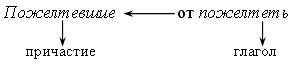 Пожелтевшие от пожелтеть
причастие глагол